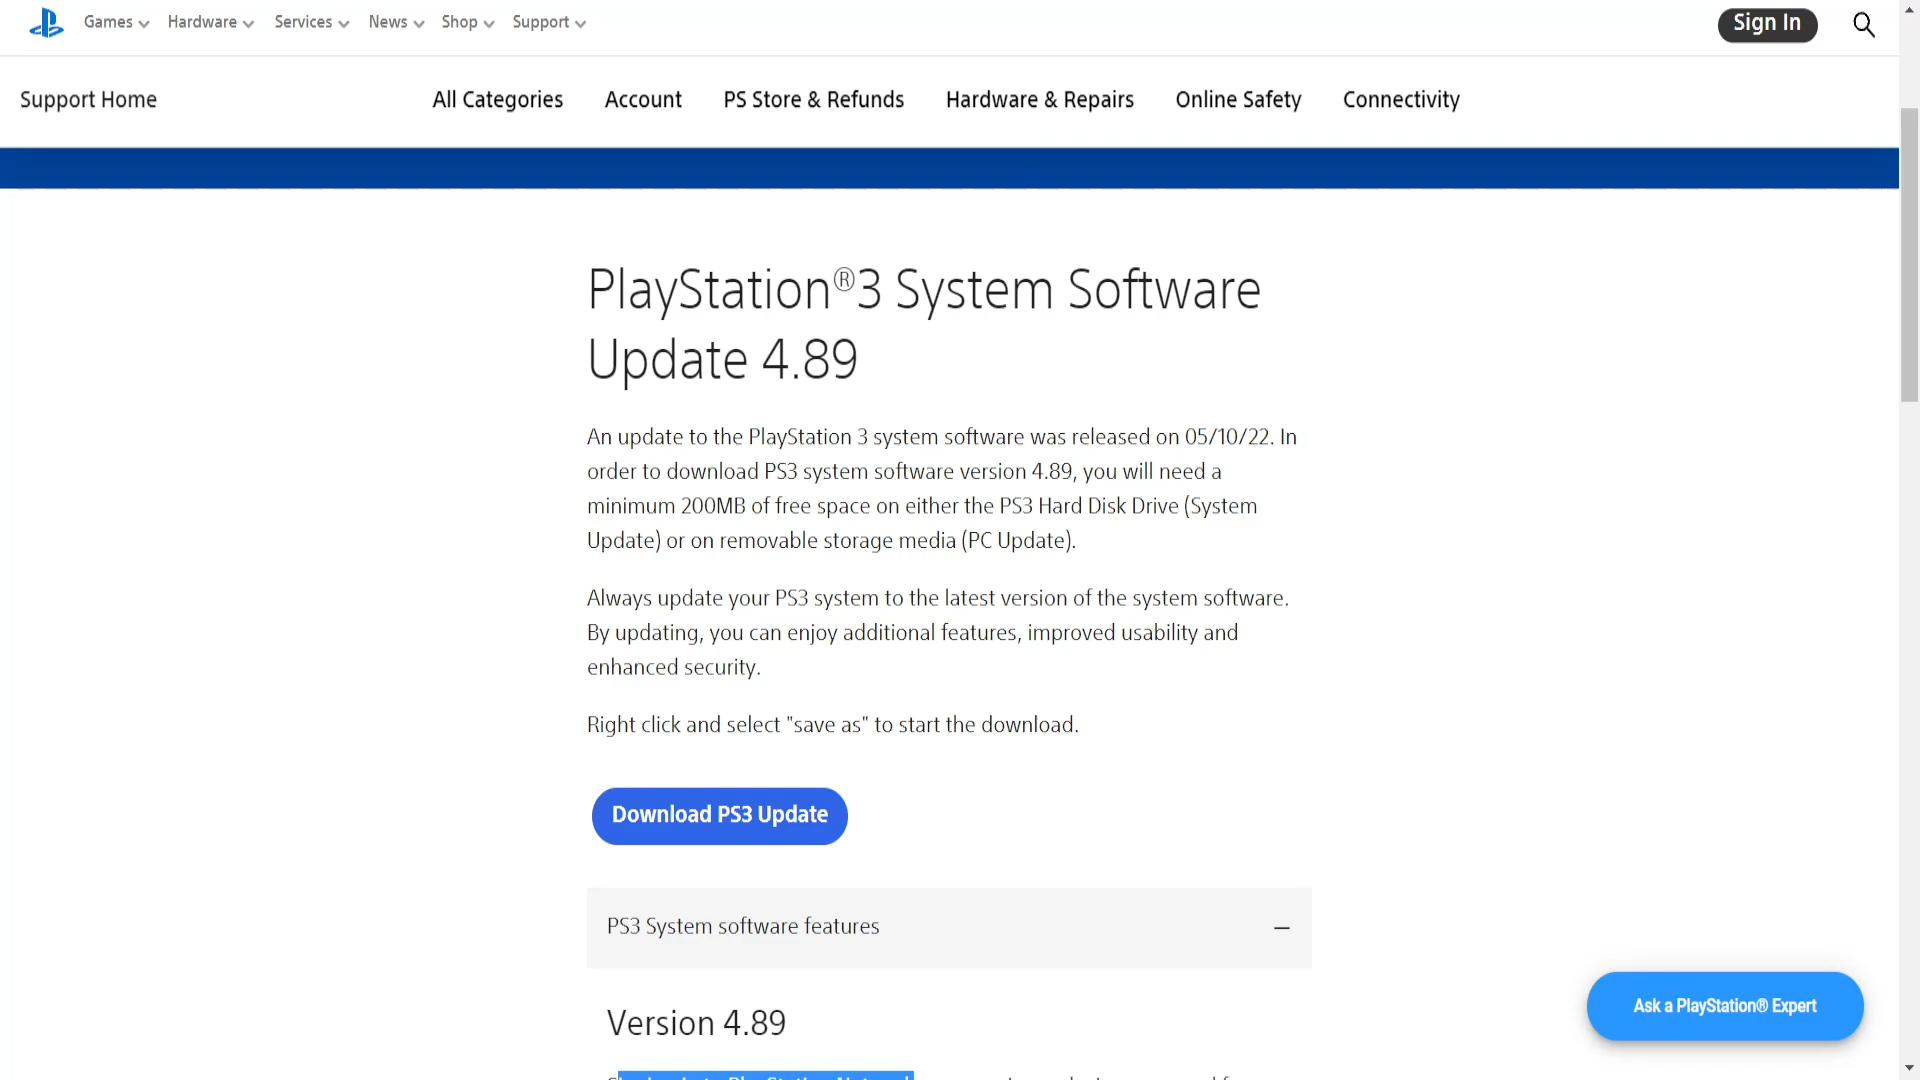 Games Hardware Services News Shop Support
Sign In
Support Home
All Categories Account PS Store & Refunds Hardware & Repairs Online Safety Connectivity
PlayStation®3 System Software
Update 4.89
An update to the PlayStation 3 system software was released on 05/10/22. In
order to download PS3 system software version 4.89, you will need a
minimum 200MB of free space on either the PS3 Hard Disk Drive (System
Update) or on removable storage media (PC Update).
Always update your PS3 system to the latest version of the system software.
By updating, you can enjoy additional features, improved usability and
enhanced security.
Right click and select "save as" to start the download.
Download PS3 Update
PS3 System software features
Ask a PlayStation® Expert
Version 4.89